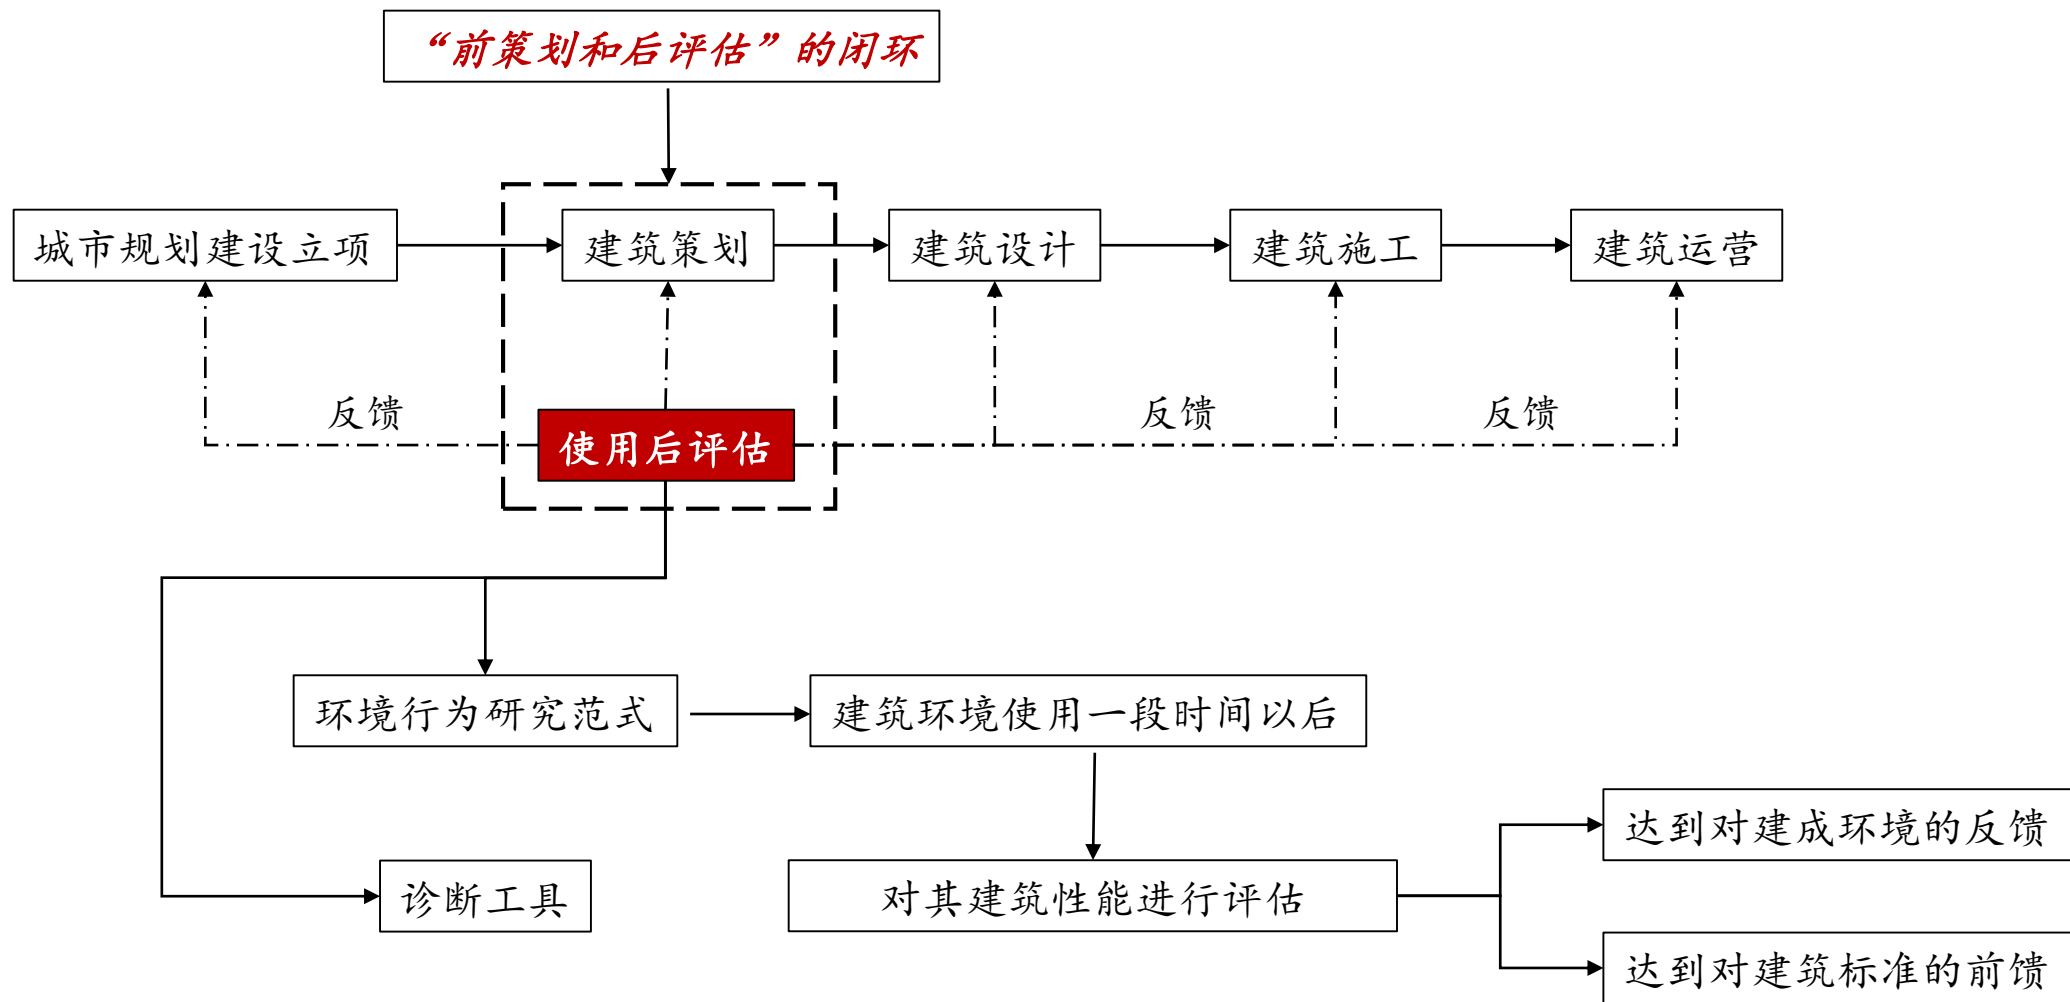 “前策划和后评估”的闭环
城市规划建设立项
建筑策划
建筑设计
建筑施工
建筑运营
反馈
反馈
反馈
使用后评估
环境行为研究范式
建筑环境使用一段时间以后
达到对建成环境的反馈
诊断工具
对其建筑性能进行评估
达到对建筑标准的前馈